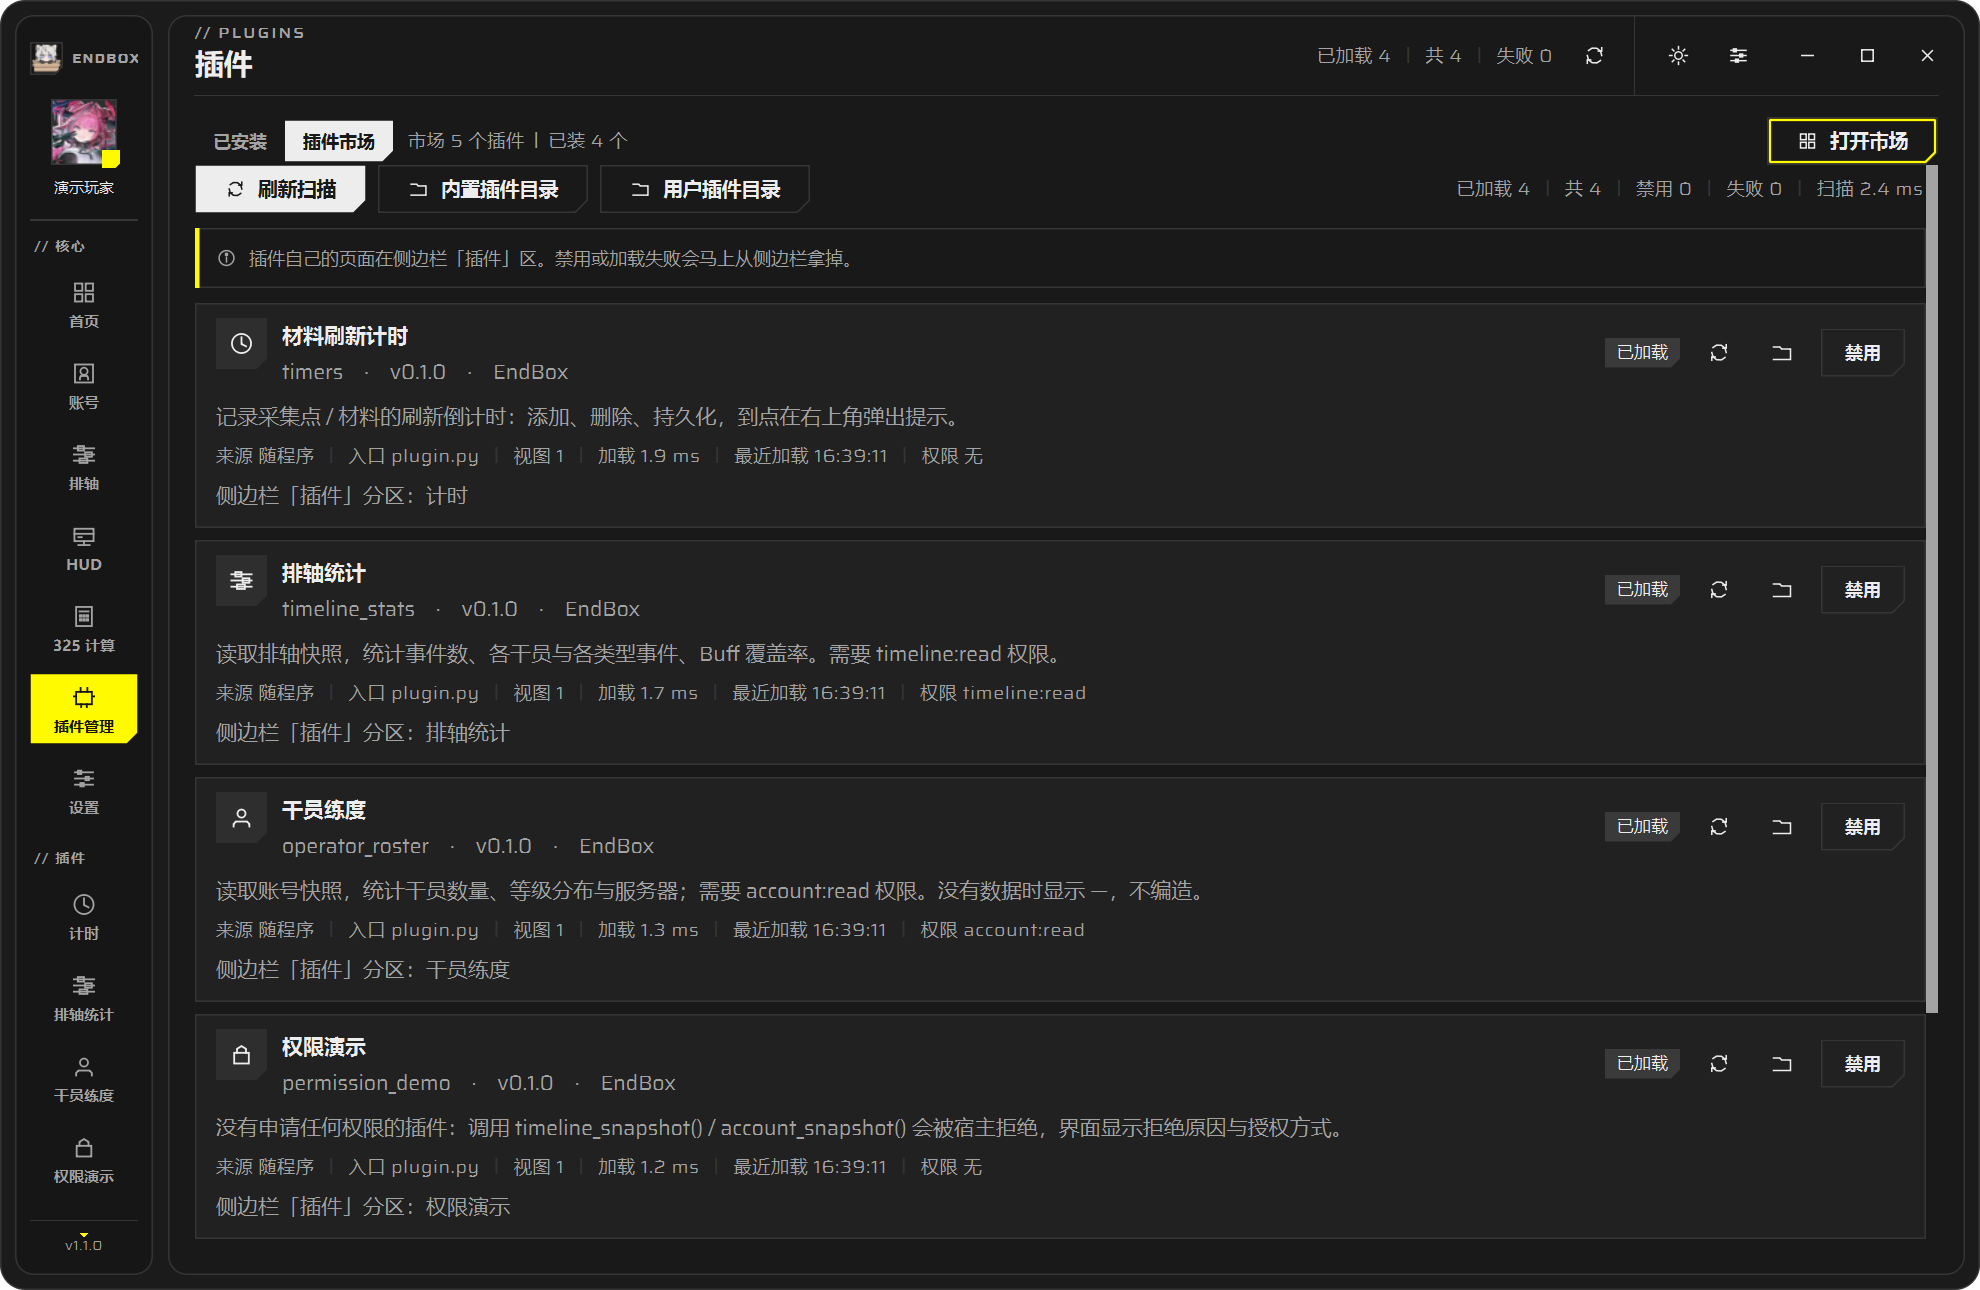 ENDBOX
演示玩家
// 核心
首页
账号
排轴
HUD
325 计算
插件管理
设置
// 插件
计时
排轴统计
干员练度
权限演示
v1.1.0
// PLUGINS
插件
已加载 4 共 4 失败 0
已安装 插件市场 市场 5 个插件 | 已装 4 个 打开市场
刷新扫描 内置插件目录 用户插件目录 已加载 4 共 4 禁用 0 失败 0 扫描 2.4 ms
插件自己的页面在侧边栏「插件」区。禁用或加载失败会马上从侧边栏拿掉。
材料刷新计时
timers · v0.1.0 · EndBox
已加载 禁用
记录采集点 / 材料的刷新倒计时：添加、删除、持久化，到点在右上角弹出提示。
来源 随程序 入口 plugin.py 视图 1 加载 1.9 ms 最近加载 16:39:11 权限 无
侧边栏「插件」分区：计时
排轴统计
timeline_stats · v0.1.0 · EndBox
已加载 禁用
读取排轴快照，统计事件数、各干员与各类型事件、Buff 覆盖率。需要 timeline:read 权限。
来源 随程序 入口 plugin.py 视图 1 加载 1.7 ms 最近加载 16:39:11 权限 timeline:read
侧边栏「插件」分区：排轴统计
干员练度
operator_roster · v0.1.0 · EndBox
已加载 禁用
读取账号快照，统计干员数量、等级分布与服务器；需要 account:read 权限。没有数据时显示 —，不编造。
来源 随程序 入口 plugin.py 视图 1 加载 1.3 ms 最近加载 16:39:11 权限 account:read
侧边栏「插件」分区：干员练度
权限演示
permission_demo · v0.1.0 · EndBox
已加载 禁用
没有申请任何权限的插件：调用 timeline_snapshot() / account_snapshot() 会被宿主拒绝，界面显示拒绝原因与授权方式。
来源 随程序 入口 plugin.py 视图 1 加载 1.2 ms 最近加载 16:39:11 权限 无
侧边栏「插件」分区：权限演示